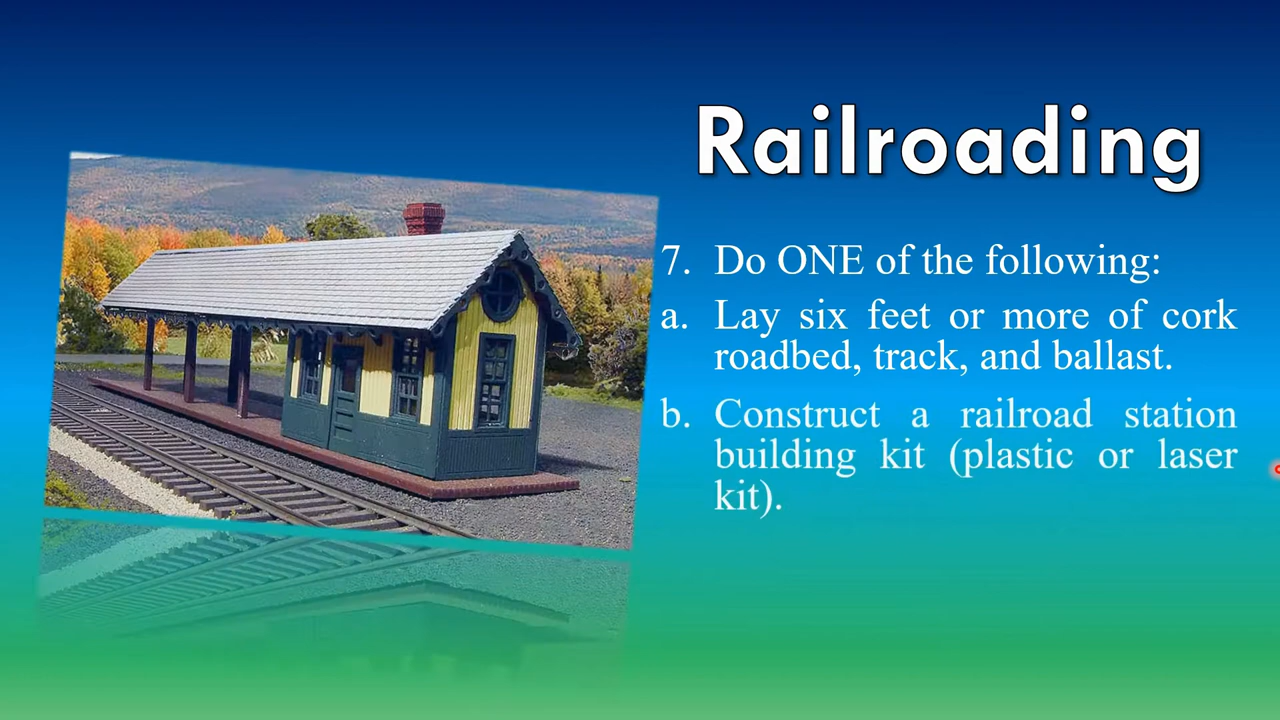 Railroading
7. Do ONE of the following:
a. Lay six feet or more of cork
roadbed, track, and ballast.
b. Construct a railroad station
building kit (plastic or laser
kit).